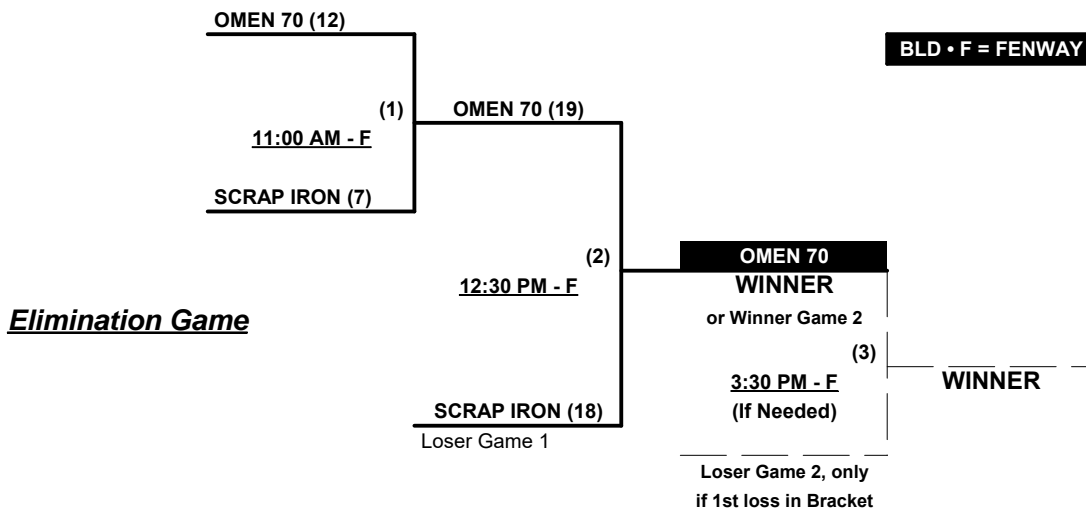 OMEN 70 (12)
BLD • F = FENWAY
(1)
OMEN 70 (19)
11:00 AM - F
SCRAP IRON (7)
(2)
OMEN 70
12:30 PM - F
WINNER
Elimination Game
or Winner Game 2
(3)
3:30 PM - F
WINNER
(If Needed)
SCRAP IRON (18)
Loser Game 1
Loser Game 2, only
if 1st loss in Bracket